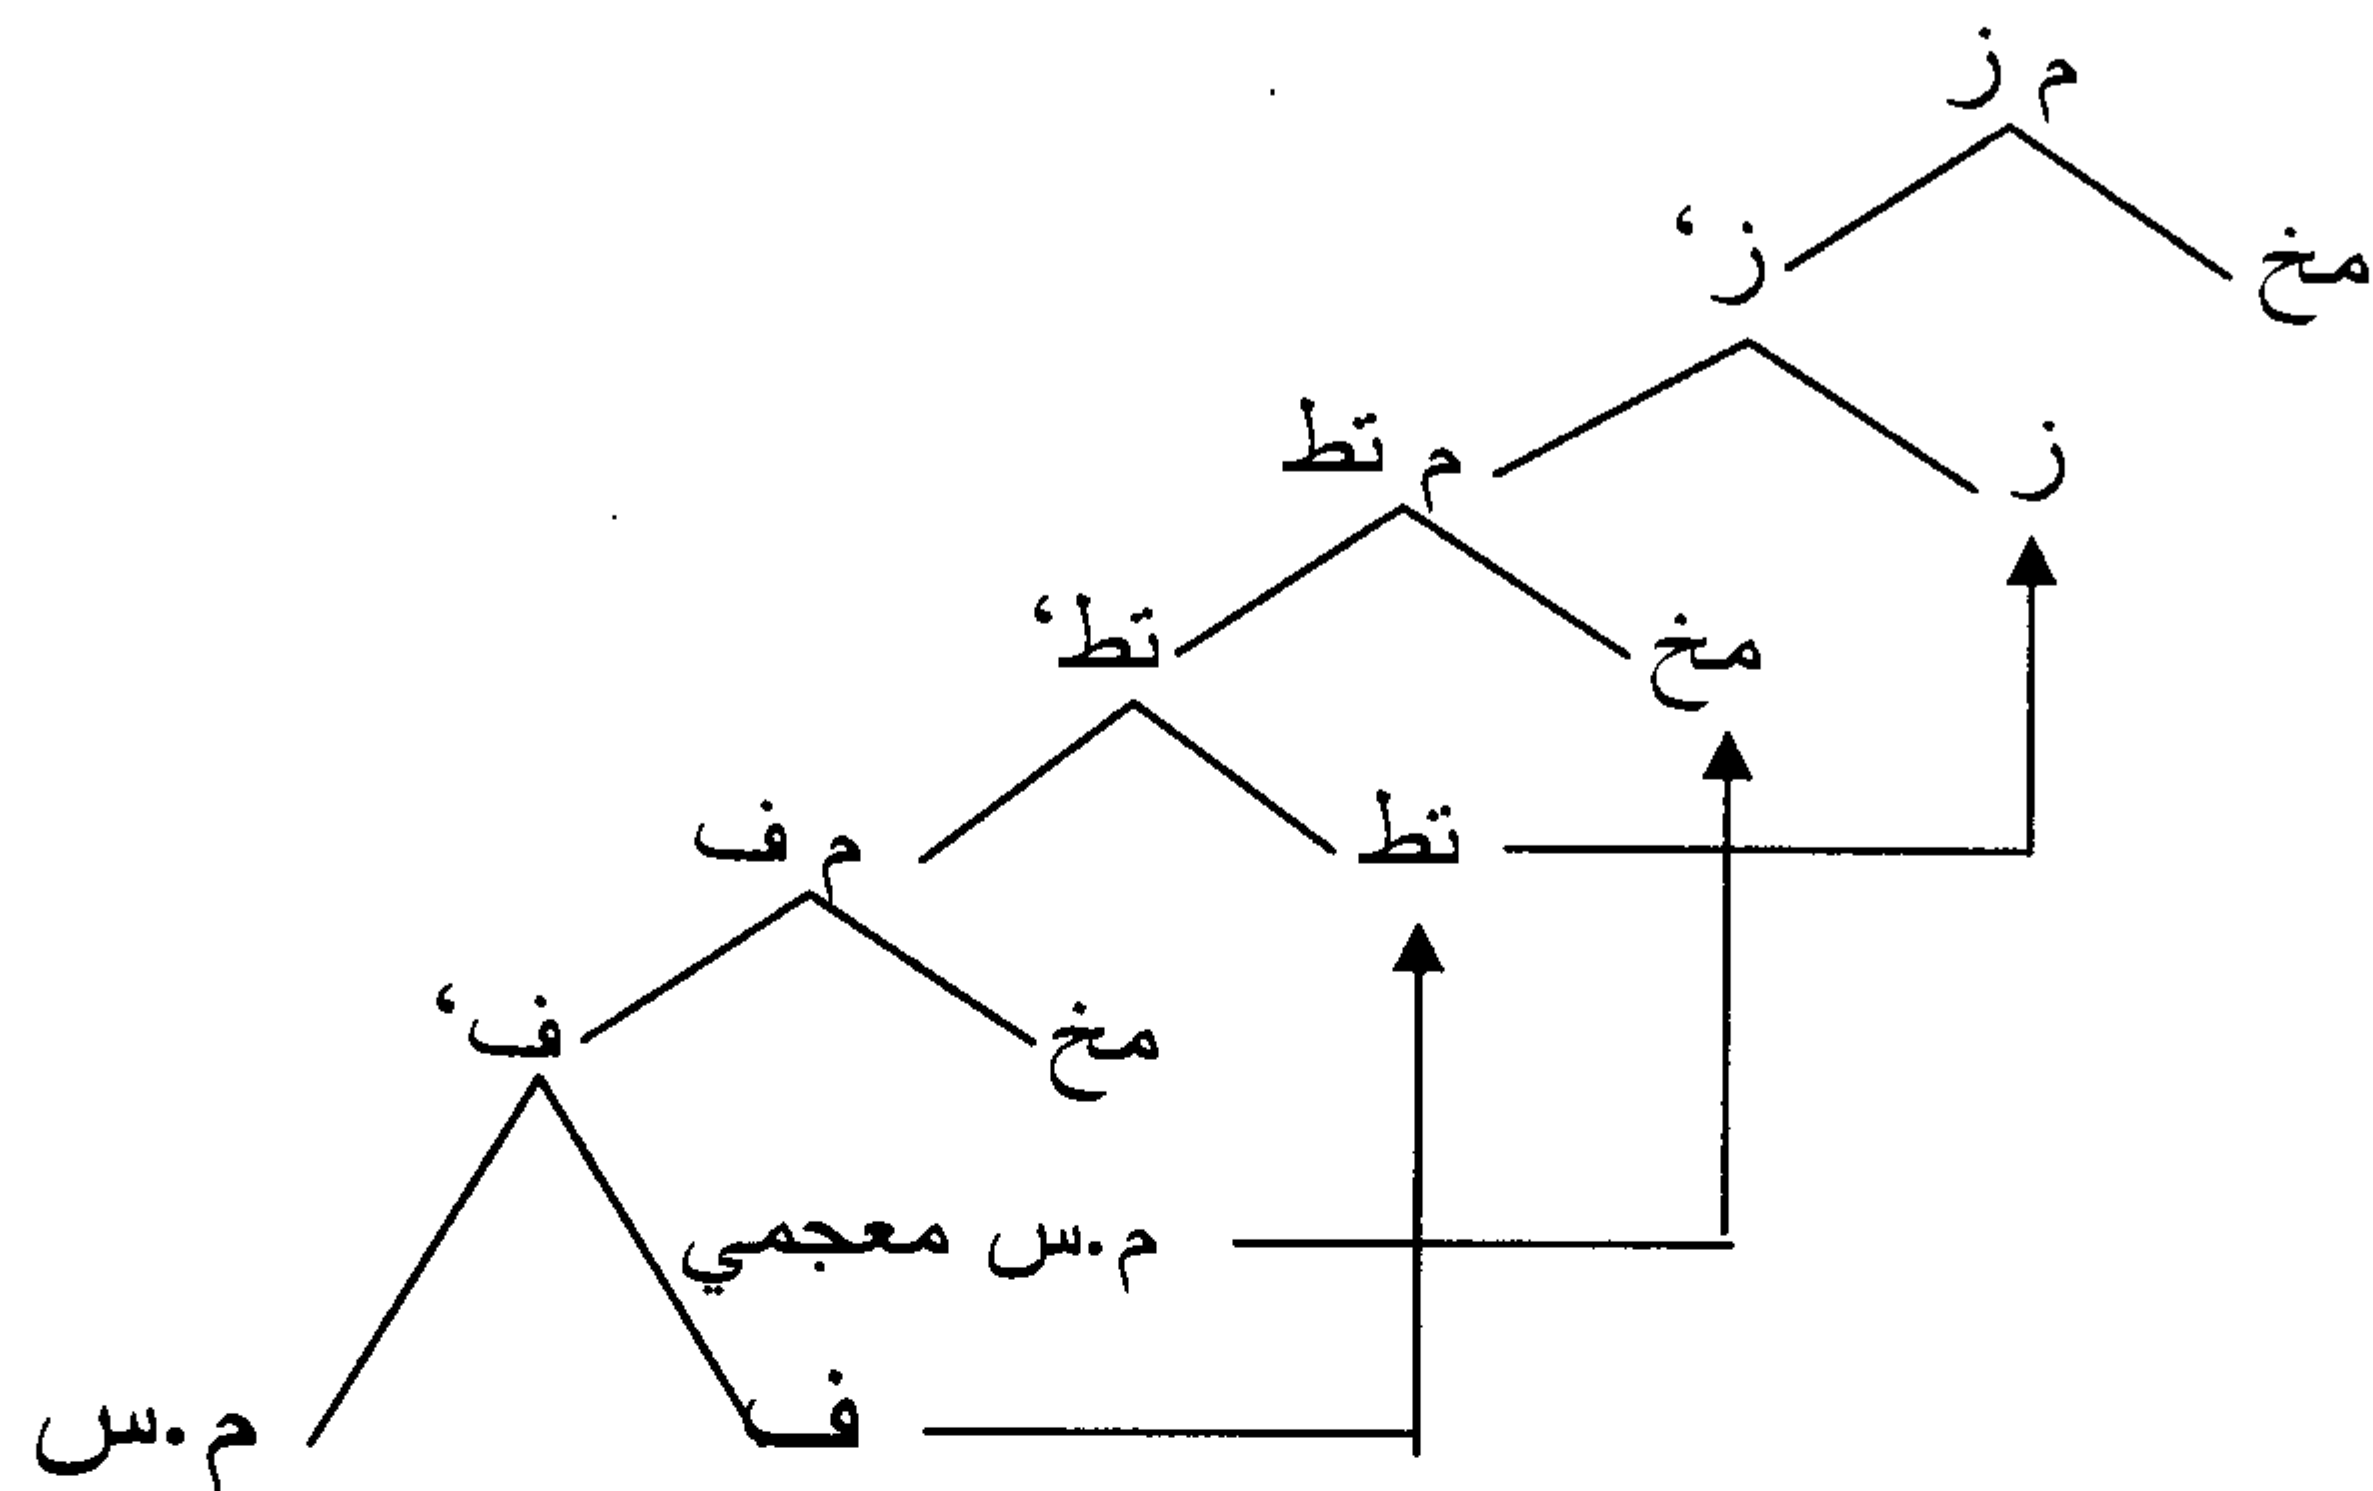 م ز
مخ
ز‘
ز
م تط
مخ
تط‘
تط
م ف
مخ
ف‘
م.س معجمي
ف
م.س